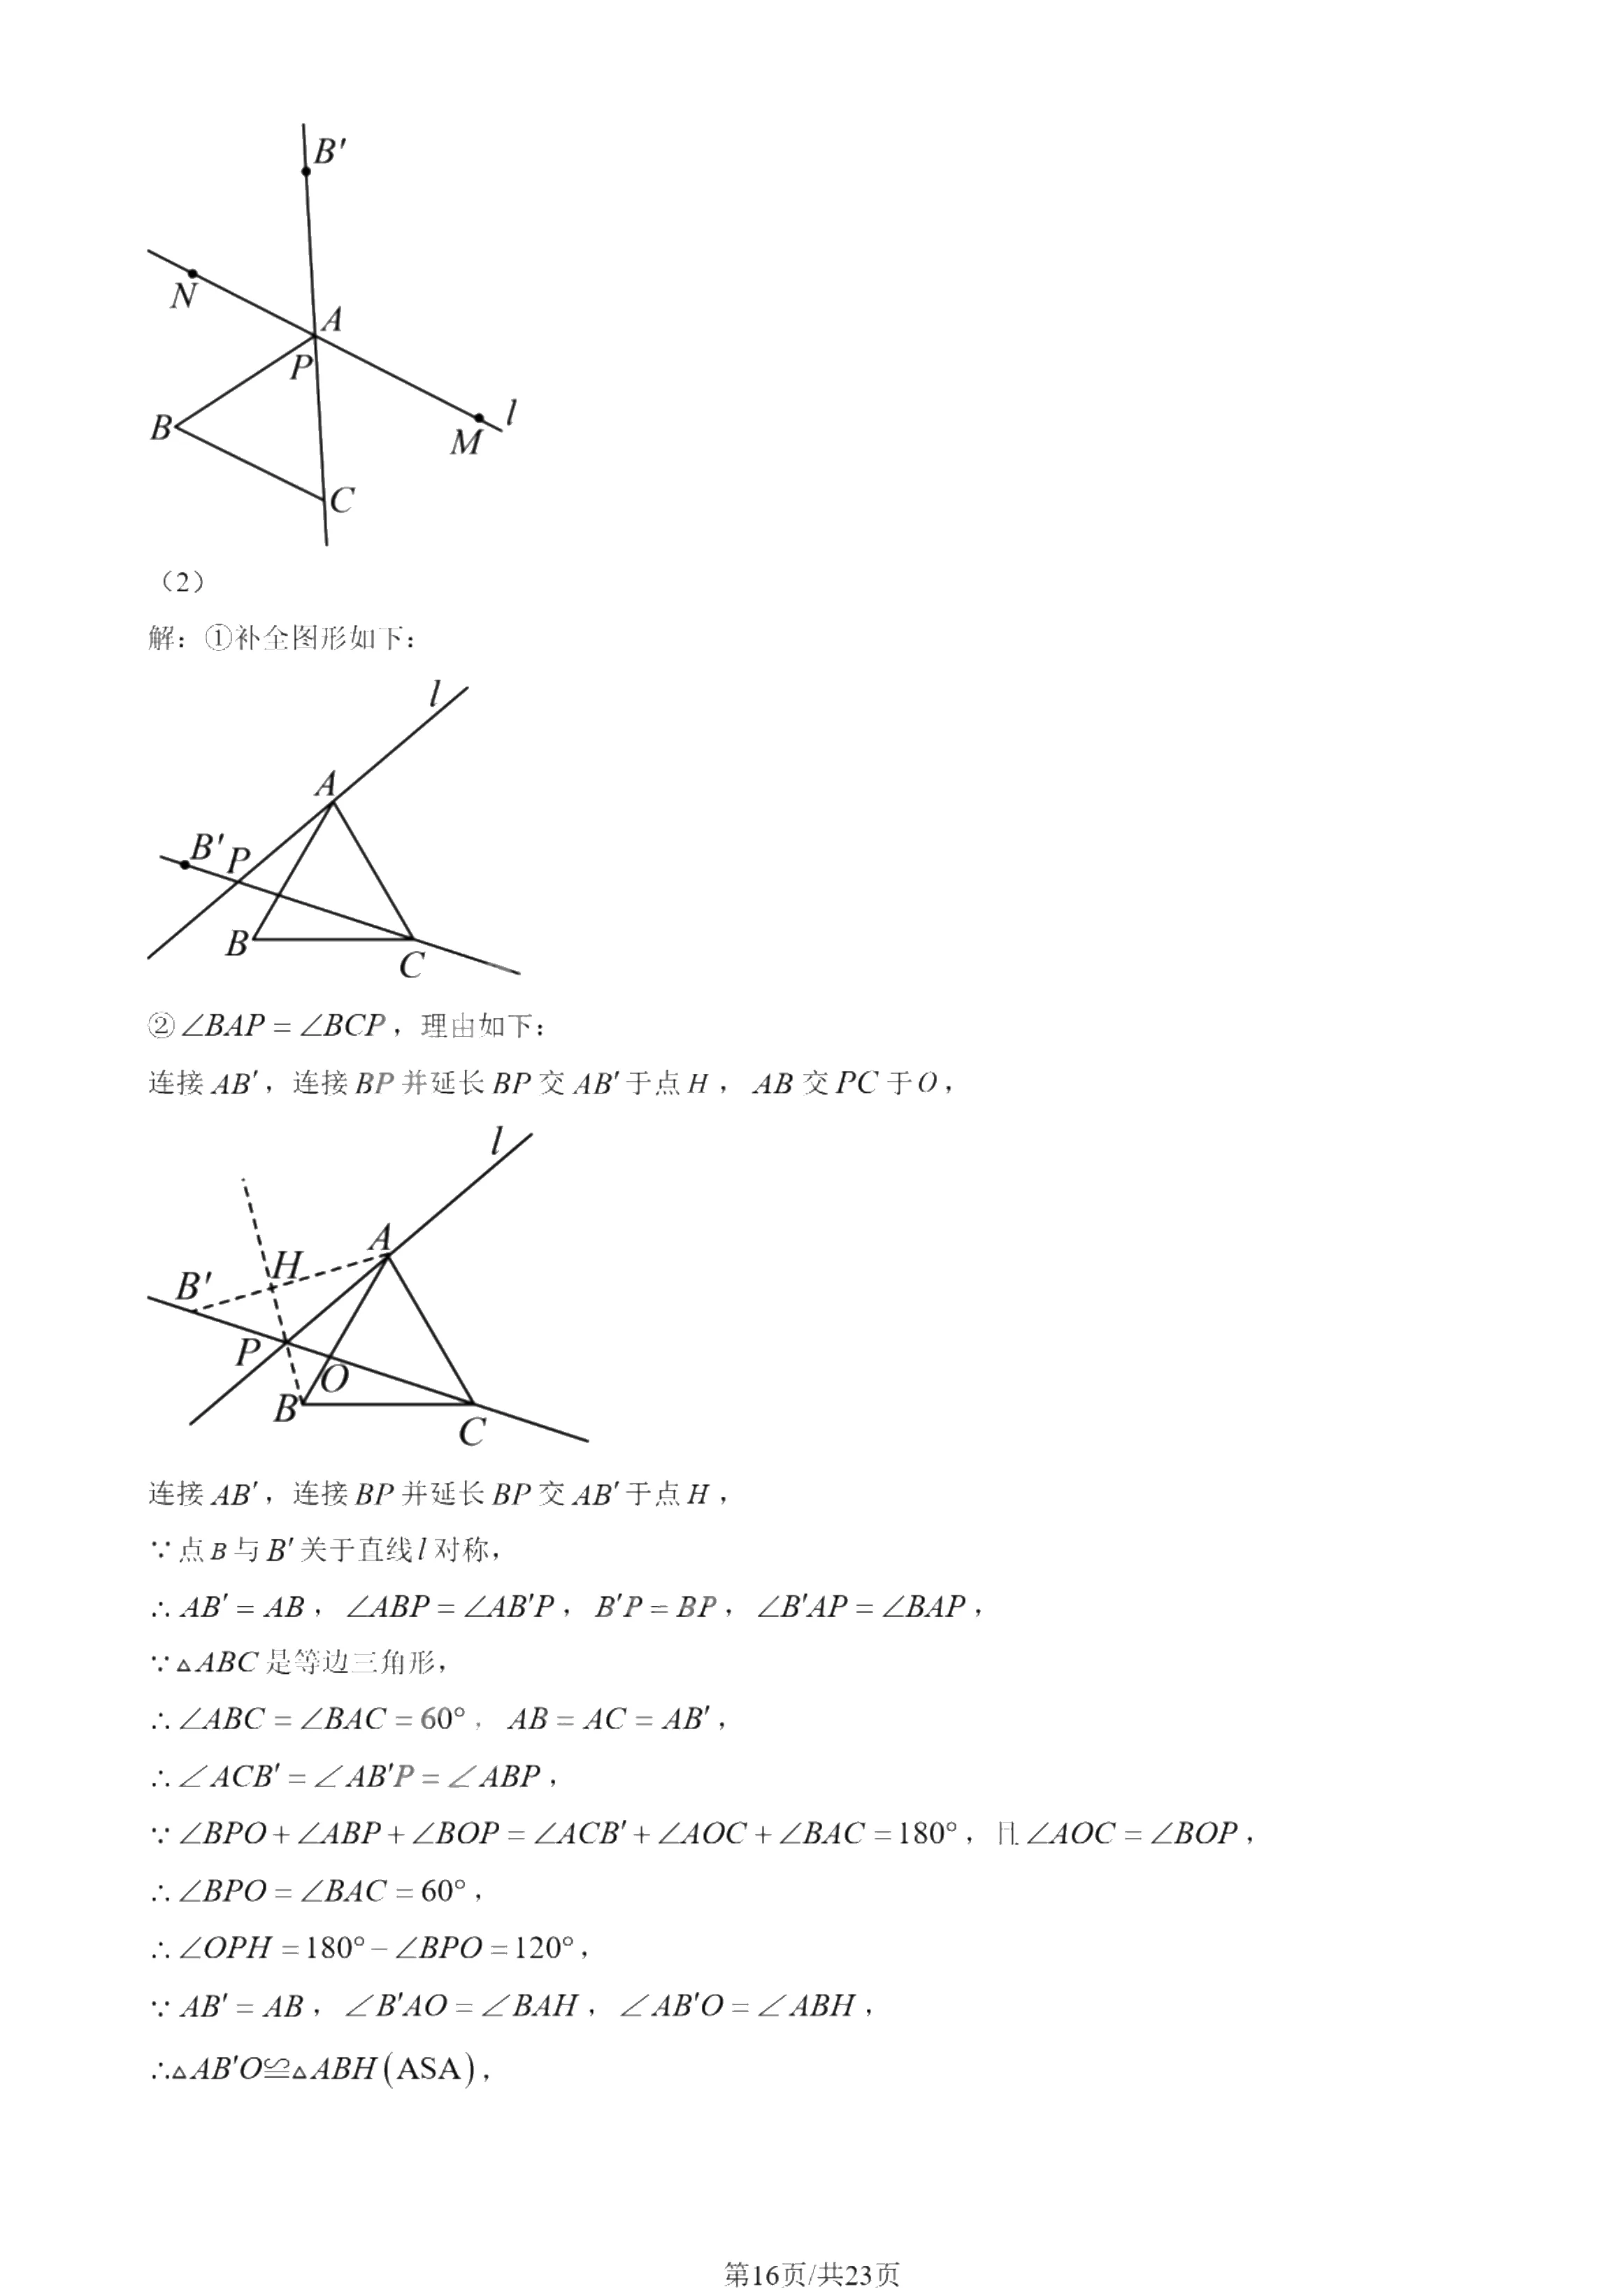 B′
N
A
P
B
l
M
C
（2）
解：①补全图形如下：
l
A
B′ P
B
C
②∠BAP = ∠BCP，理由如下：
连接 AB′，连接 BP 并延长 BP 交 AB′ 于点 H， AB 交 PC 于 O，
l
A
H
B′
P
O
B
C
连接 AB′，连接 BP 并延长 BP 交 AB′ 于点 H，
∵点 B 与 B′ 关于直线 l 对称，
∴ AB′ = AB，∠ABP = ∠AB′P，B′P = BP，∠B′AP = ∠BAP，
∵△ABC 是等边三角形，
∴∠ABC = ∠BAC = 60°，AB = AC = AB′，
∴∠ACB′ = ∠AB′P = ∠ABP，
∵∠BPO + ∠ABP + ∠BOP = ∠ACB′ + ∠AOC + ∠BAC = 180°，且∠AOC = ∠BOP，
∴∠BPO = ∠BAC = 60°，
∴∠OPH = 180° − ∠BPO = 120°，
∵ AB′ = AB，∠B′AO = ∠BAH，∠AB′O = ∠ABH，
∴△AB′O≌△ABH(ASA)，
第16页/共23页